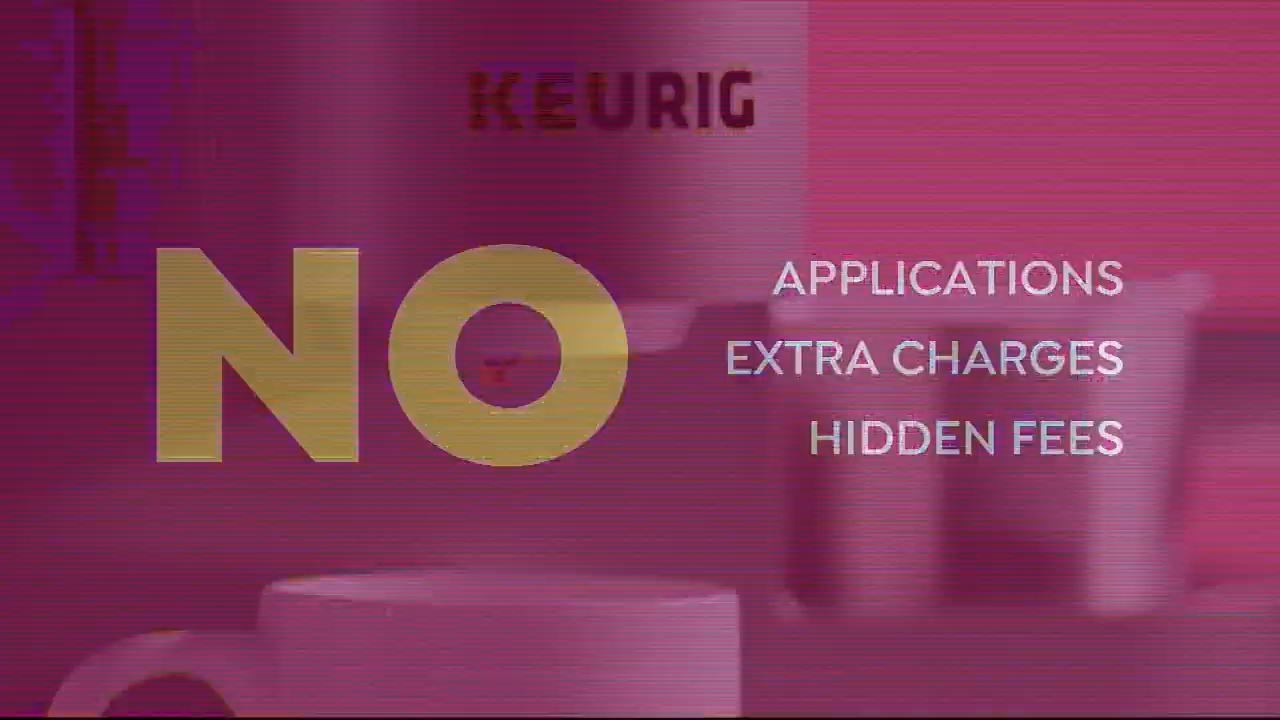 KEURIG
NO
APPLICATIONS
EXTRA CHARGES
HIDDEN FEES